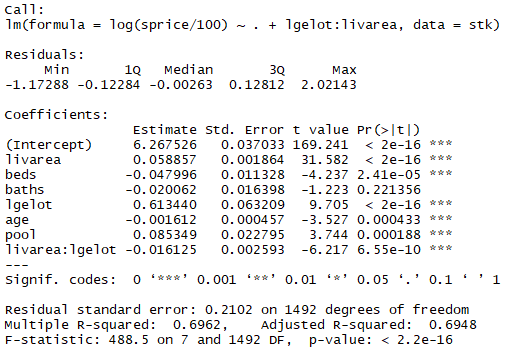 Call:
lm(formula = log(sprice/100) ~ . + lgelot:livarea, data = stk)
Residuals:
Min 1Q Median 3Q Max
-1.17288 -0.12284 -0.00263 0.12812 2.02143
Coefficients:
Estimate Std. Error t value Pr(>|t|)
(Intercept) 6.267526 0.037033 169.241 < 2e-16 ***
livarea 0.058857 0.001864 31.582 < 2e-16 ***
beds -0.047996 0.011328 -4.237 2.41e-05 ***
baths -0.020062 0.016398 -1.223 0.221356
lgelot 0.613440 0.063209 9.705 < 2e-16 ***
age -0.001612 0.000457 -3.527 0.000433 ***
pool 0.085349 0.022795 3.744 0.000188 ***
livarea:lgelot -0.016125 0.002593 -6.217 6.55e-10 ***
---
Signif. codes: 0 ‘***’ 0.001 ‘**’ 0.01 ‘*’ 0.05 ‘.’ 0.1 ‘ ’ 1
Residual standard error: 0.2102 on 1492 degrees of freedom
Multiple R-squared: 0.6962, Adjusted R-squared: 0.6948
F-statistic: 488.5 on 7 and 1492 DF, p-value: < 2.2e-16